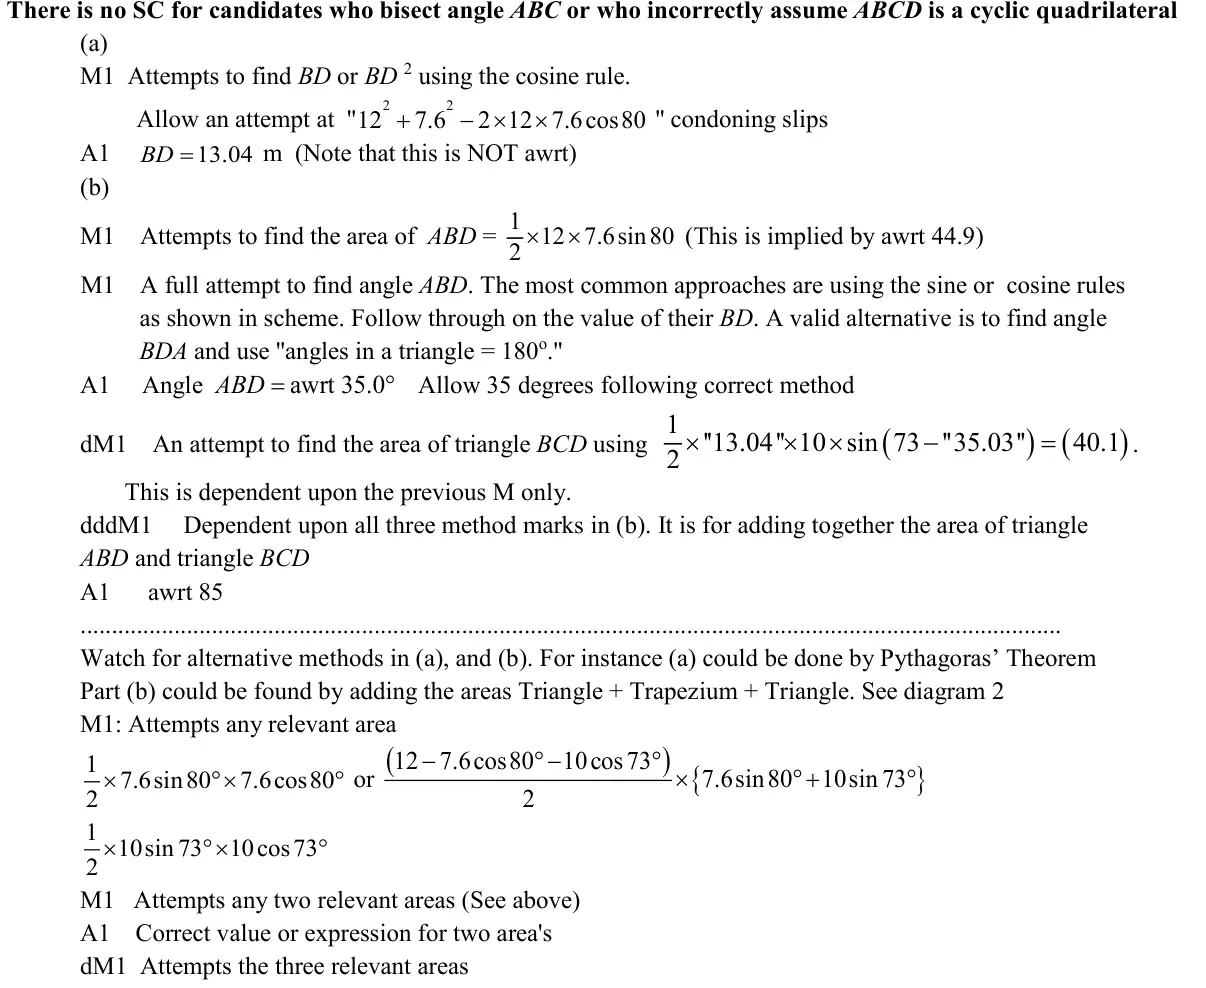 There is no SC for candidates who bisect angle ABC or who incorrectly assume ABCD is a cyclic quadrilateral
(a)
M1 Attempts to find BD or BD² using the cosine rule.
Allow an attempt at "12² + 7.6² − 2×12×7.6cos80 " condoning slips
A1 BD = 13.04 m (Note that this is NOT awrt)
(b)
M1 Attempts to find the area of ABD = 1/2 ×12×7.6sin80 (This is implied by awrt 44.9)
M1 A full attempt to find angle ABD. The most common approaches are using the sine or cosine rules
as shown in scheme. Follow through on the value of their BD. A valid alternative is to find angle
BDA and use "angles in a triangle = 180°."
A1 Angle ABD = awrt 35.0° Allow 35 degrees following correct method
dM1 An attempt to find the area of triangle BCD using 1/2 ×"13.04"×10×sin(73−"35.03")=(40.1).
This is dependent upon the previous M only.
dddM1 Dependent upon all three method marks in (b). It is for adding together the area of triangle
ABD and triangle BCD
A1 awrt 85
....................................................................................................................................................................
Watch for alternative methods in (a), and (b). For instance (a) could be done by Pythagoras’ Theorem
Part (b) could be found by adding the areas Triangle + Trapezium + Triangle. See diagram 2
M1: Attempts any relevant area
1/2 ×7.6sin80°×7.6cos80° or (12−7.6cos80°−10cos73°)/2 ×{7.6sin80°+10sin73°}
1/2 ×10sin73°×10cos73°
M1 Attempts any two relevant areas (See above)
A1 Correct value or expression for two area's
dM1 Attempts the three relevant areas